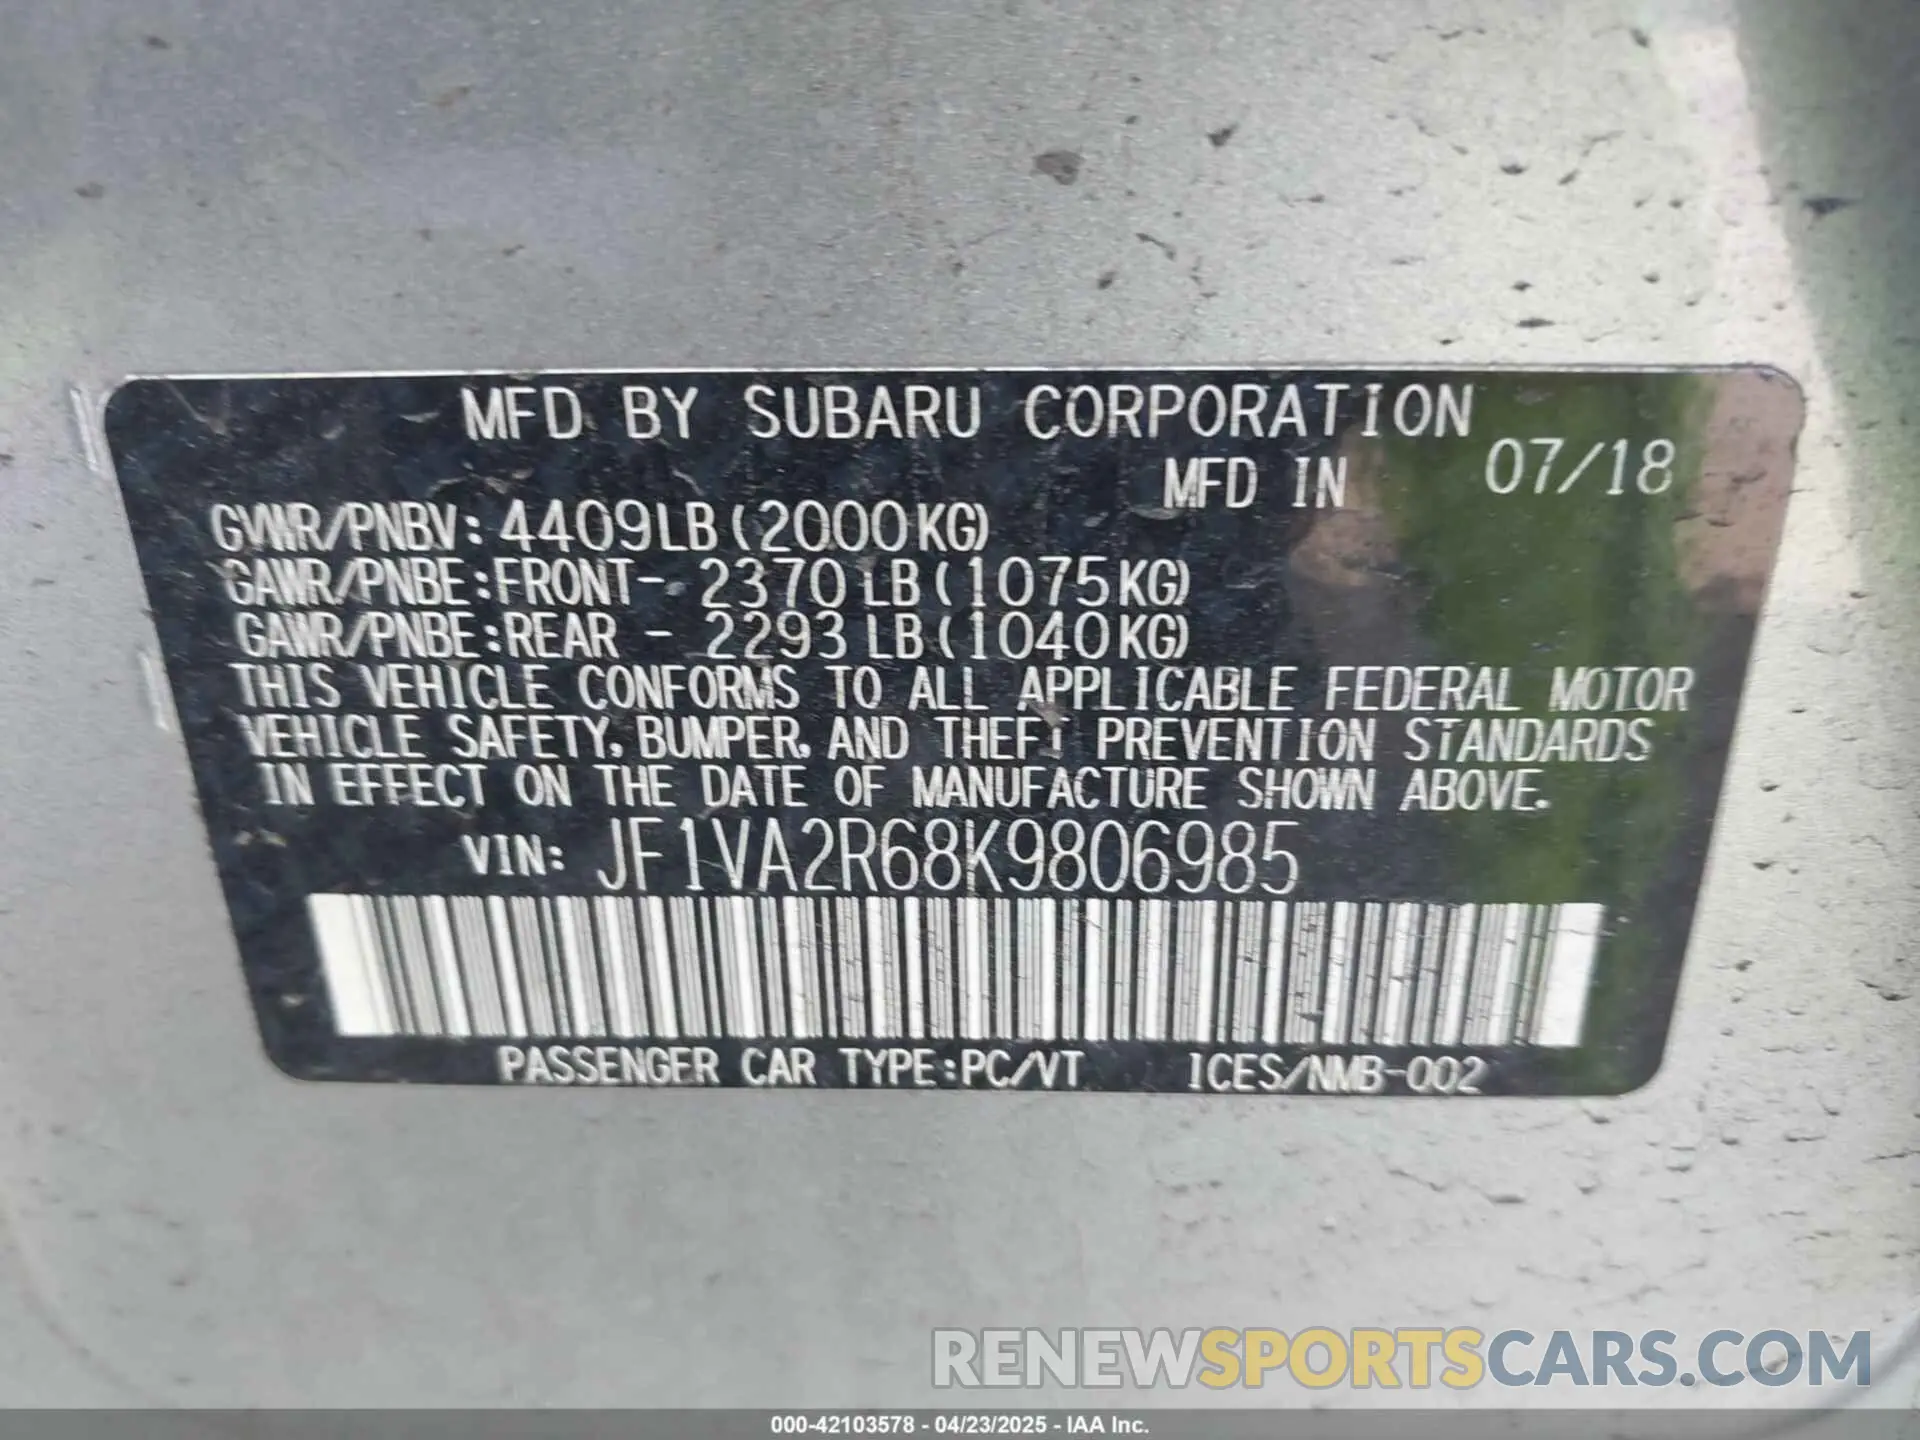 MFD BY SUBARU CORPORATION
MFD IN 07/18
GVWR/PNBV: 4409LB(2000KG)
GAWR/PNBE:FRONT- 2370LB(1075KG)
GAWR/PNBE:REAR - 2293LB(1040KG)
THIS VEHICLE CONFORMS TO ALL APPLICABLE FEDERAL MOTOR
VEHICLE SAFETY, BUMPER, AND THEFT PREVENTION STANDARDS
IN EFFECT ON THE DATE OF MANUFACTURE SHOWN ABOVE.
VIN: JF1VA2R68K9806985
PASSENGER CAR TYPE:PC/VT ICES/NMB-002
RENEWSPORTSCARS.COM
000-42103578 - 04/23/2025 - IAA Inc.